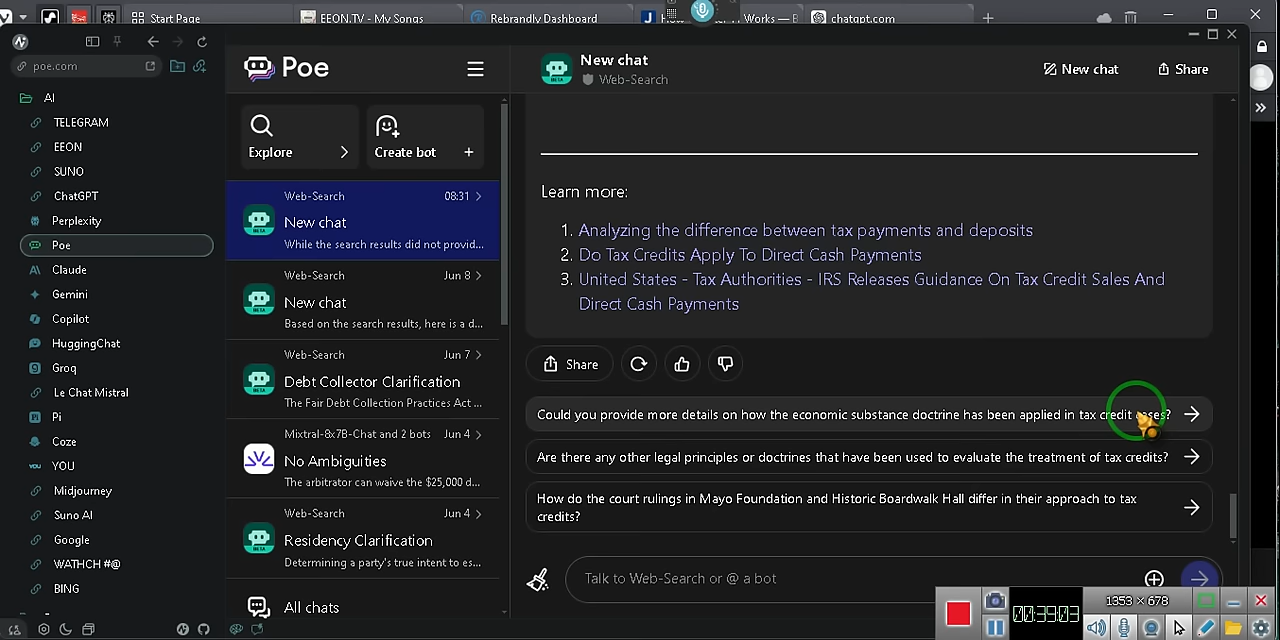 Start Page
EEON.TV - My Songs
Rebrandly Dashboard
Works — B
chatgpt.com
poe.com
AI
TELEGRAM
EEON
SUNO
ChatGPT
Perplexity
Poe
Claude
Gemini
Copilot
HuggingChat
Groq
Le Chat Mistral
Pi
Coze
YOU
Midjourney
Suno AI
Google
WATHCH #@
BING
Poe
Explore
Create bot
Web-Search 08:31
New chat
While the search results did not provid...
Web-Search Jun 8
New chat
Based on the search results, here is a d...
Web-Search Jun 7
Debt Collector Clarification
The Fair Debt Collection Practices Act ...
Mixtral-8x7B-Chat and 2 bots Jun 4
No Ambiguities
The arbitrator can waive the $25,000 d...
Web-Search Jun 4
Residency Clarification
Determining a party's true intent to es...
All chats
New chat
Web-Search
New chat
Share
Learn more:
1. Analyzing the difference between tax payments and deposits
2. Do Tax Credits Apply To Direct Cash Payments
3. United States - Tax Authorities - IRS Releases Guidance On Tax Credit Sales And
Direct Cash Payments
Share
Could you provide more details on how the economic substance doctrine has been applied in tax credit cases?
Are there any other legal principles or doctrines that have been used to evaluate the treatment of tax credits?
How do the court rulings in Mayo Foundation and Historic Boardwalk Hall differ in their approach to tax
credits?
Talk to Web-Search or @ a bot
00:39:03
1353 × 678